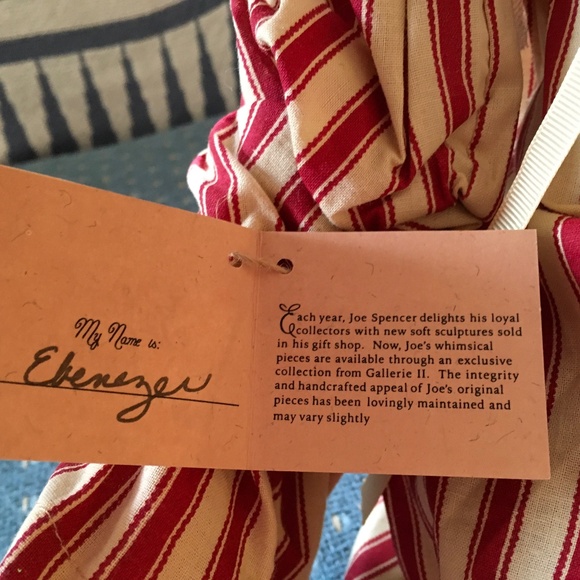 My Name is:
Ebenezer
Each year, Joe Spencer delights his loyal
collectors with new soft sculptures sold
in his gift shop. Now, Joe's whimsical
pieces are available through an exclusive
collection from Gallerie II. The integrity
and handcrafted appeal of Joe's original
pieces has been lovingly maintained and
may vary slightly